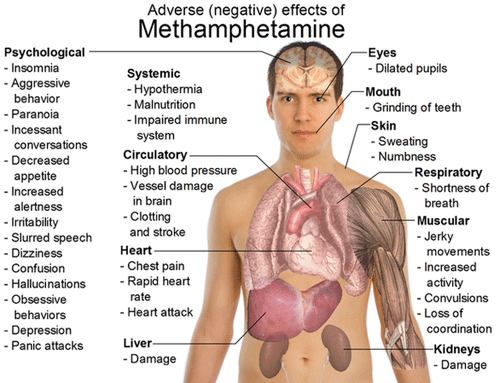 Adverse (negative) effects of
Methamphetamine
Psychological
- Insomnia
- Aggressive
behavior
- Paranoia
- Incessant
conversations
- Decreased
appetite
- Increased
alertness
- Irritability
- Slurred speech
- Dizziness
- Confusion
- Hallucinations
- Obsessive
behaviors
- Depression
- Panic attacks
Systemic
- Hypothermia
- Malnutrition
- Impaired immune
system
Circulatory
- High blood pressure
- Vessel damage
in brain
- Clotting
and stroke
Heart
- Chest pain
- Rapid heart
rate
- Heart attack
Liver
- Damage
Eyes
- Dilated pupils
Mouth
- Grinding of teeth
Skin
- Sweating
- Numbness
Respiratory
- Shortness of
breath
Muscular
- Jerky
movements
- Increased
activity
- Convulsions
- Loss of
coordination
Kidneys
- Damage